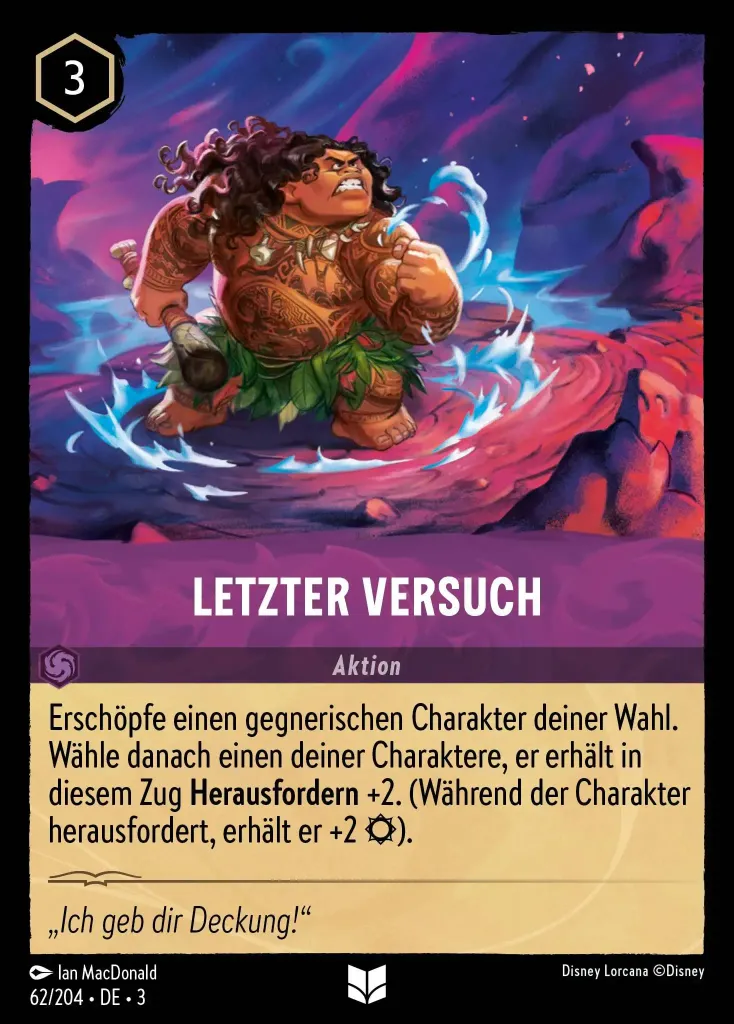 3
LETZTER VERSUCH
Aktion
Erschöpfe einen gegnerischen Charakter deiner Wahl.
Wähle danach einen deiner Charaktere, er erhält in
diesem Zug Herausfordern +2. (Während der Charakter
herausfordert, erhält er +2 ).
„Ich geb dir Deckung!“
Ian MacDonald
Disney Lorcana ©Disney
62/204 • DE • 3